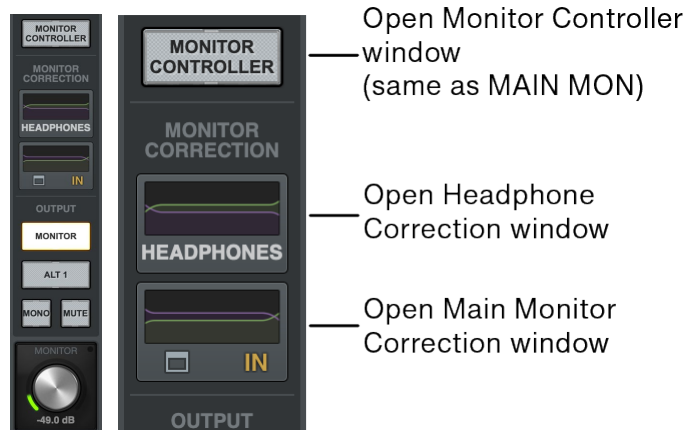 MONITOR
CONTROLLER
MONITOR
CORRECTION
HEADPHONES
IN
OUTPUT
MONITOR
ALT 1
MONO
MUTE
MONITOR
-49.0 dB
MONITOR
CONTROLLER
MONITOR
CORRECTION
HEADPHONES
IN
OUTPUT
Open Monitor Controller
window
(same as MAIN MON)
Open Headphone
Correction window
Open Main Monitor
Correction window